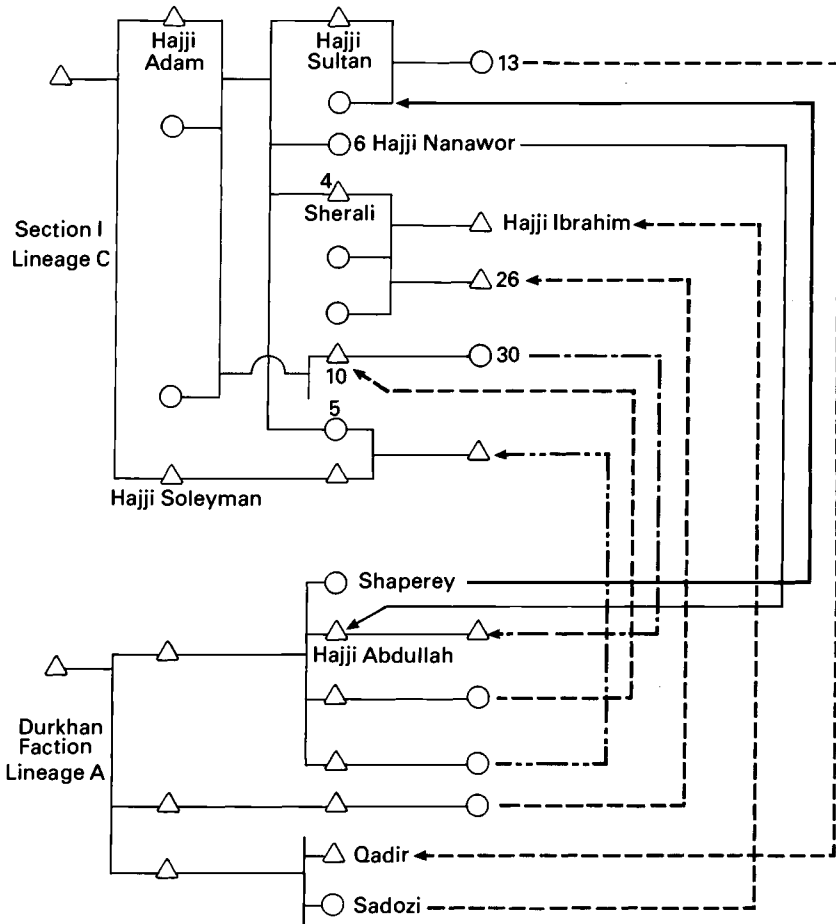 Hajji
Adam
Hajji
Sultan
13
6 Hajji Nanawor
4
Sherali
Section I
Lineage C
Hajji Ibrahim
26
30
10
5
Hajji Soleyman
Shaperey
Hajji Abdullah
Durkhan
Faction
Lineage A
Qadir
Sadozi